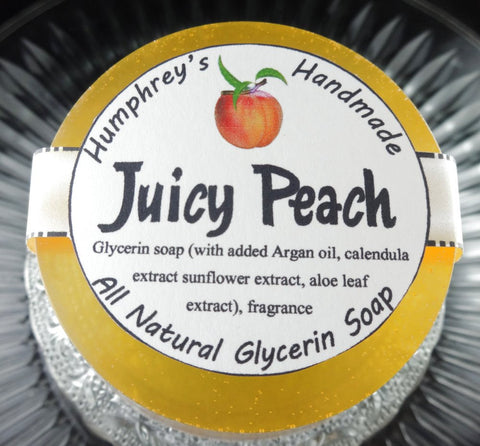 Humphrey's Handmade
Juicy Peach
Glycerin soap (with added Argan oil, calendula
extract sunflower extract, aloe leaf
extract), fragrance
All Natural Glycerin Soap